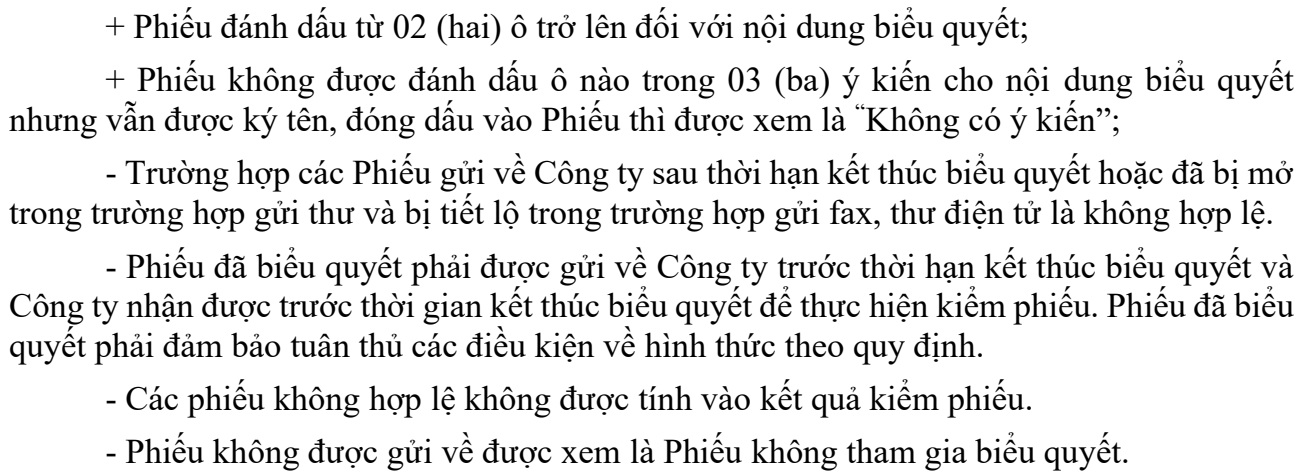 + Phiếu đánh dấu từ 02 (hai) ô trở lên đối với nội dung biểu quyết;
+ Phiếu không được đánh dấu ô nào trong 03 (ba) ý kiến cho nội dung biểu quyết
nhưng vẫn được ký tên, đóng dấu vào Phiếu thì được xem là “Không có ý kiến”;
- Trường hợp các Phiếu gửi về Công ty sau thời hạn kết thúc biểu quyết hoặc đã bị mở
trong trường hợp gửi thư và bị tiết lộ trong trường hợp gửi fax, thư điện tử là không hợp lệ.
- Phiếu đã biểu quyết phải được gửi về Công ty trước thời hạn kết thúc biểu quyết và
Công ty nhận được trước thời gian kết thúc biểu quyết để thực hiện kiểm phiếu. Phiếu đã biểu
quyết phải đảm bảo tuân thủ các điều kiện về hình thức theo quy định.
- Các phiếu không hợp lệ không được tính vào kết quả kiểm phiếu.
- Phiếu không được gửi về được xem là Phiếu không tham gia biểu quyết.